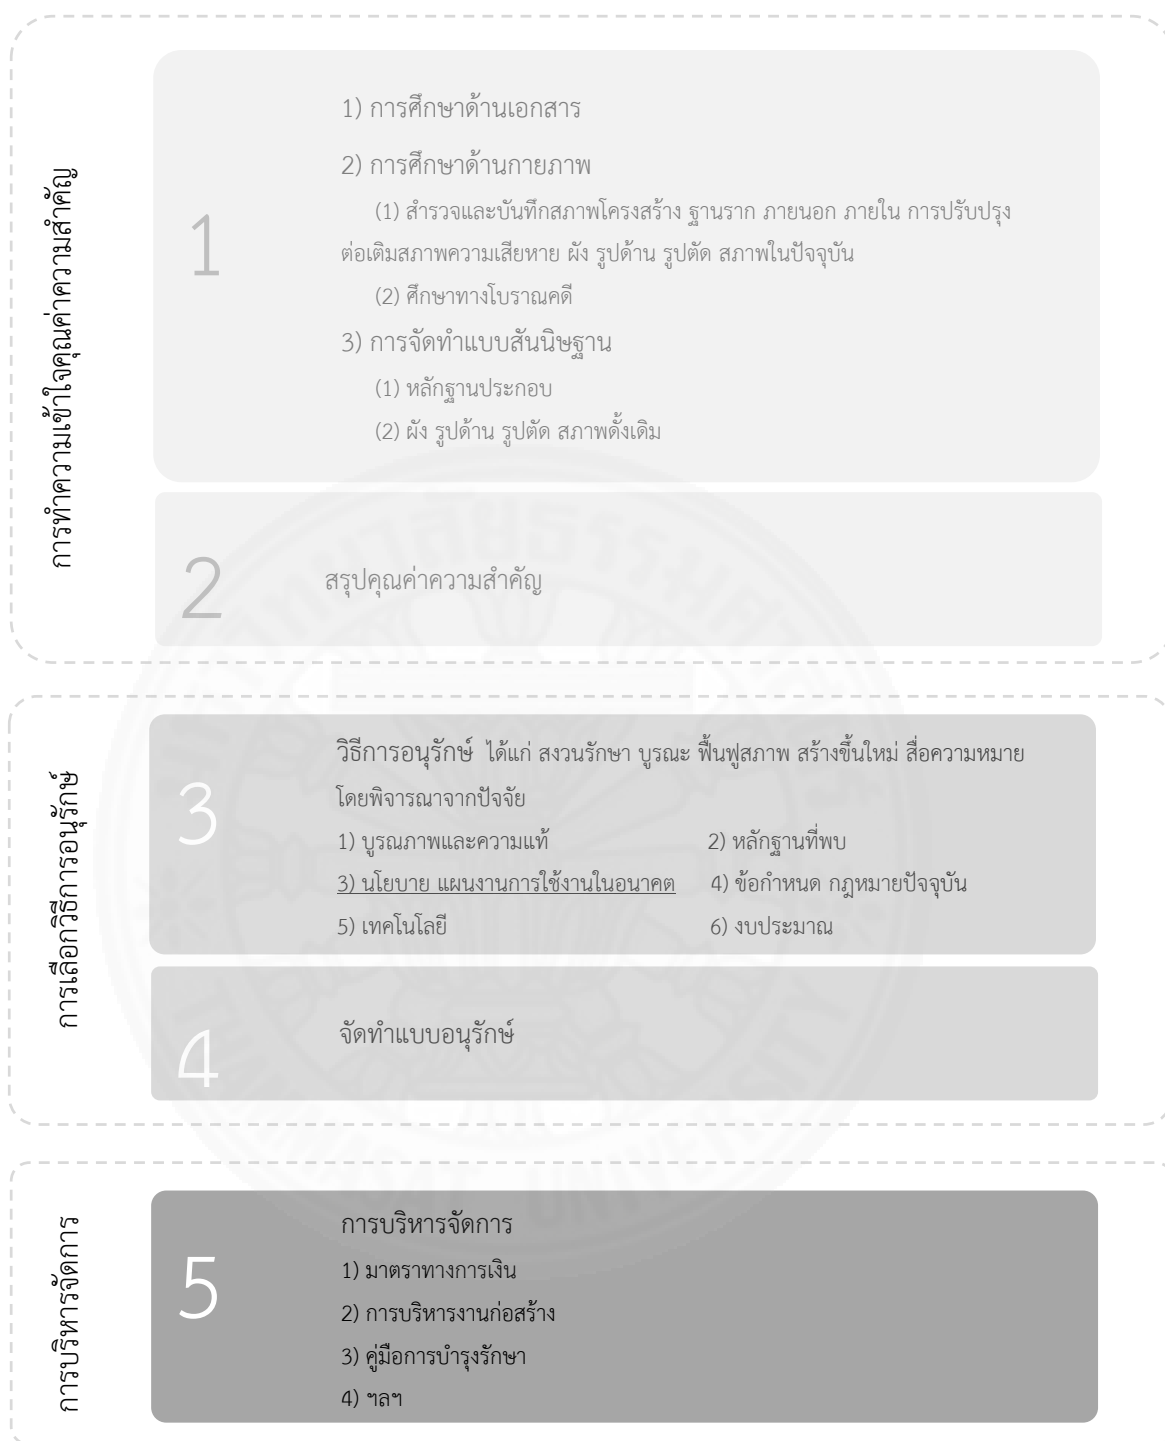 การทำความเข้าใจคุณค่าความสำคัญ
1
1) การศึกษาด้านเอกสาร
2) การศึกษาด้านกายภาพ
(1) สำรวจและบันทึกสภาพโครงสร้าง ฐานราก ภายนอก ภายใน การปรับปรุง
ต่อเติมสภาพความเสียหาย ผัง รูปด้าน รูปตัด สภาพในปัจจุบัน
(2) ศึกษาทางโบราณคดี
3) การจัดทำแบบสันนิษฐาน
(1) หลักฐานประกอบ
(2) ผัง รูปด้าน รูปตัด สภาพดั้งเดิม
2
สรุปคุณค่าความสำคัญ
การเลือกวิธีการอนุรักษ์
3
วิธีการอนุรักษ์ ได้แก่ สงวนรักษา บูรณะ ฟื้นฟูสภาพ สร้างขึ้นใหม่ สื่อความหมาย
โดยพิจารณาจากปัจจัย
1) บูรณภาพและความแท้ 2) หลักฐานที่พบ
3) นโยบาย แผนงานการใช้งานในอนาคต 4) ข้อกำหนด กฎหมายปัจจุบัน
5) เทคโนโลยี 6) งบประมาณ
4
จัดทำแบบอนุรักษ์
การบริหารจัดการ
5
การบริหารจัดการ
1) มาตราทางการเงิน
2) การบริหารงานก่อสร้าง
3) คู่มือการบำรุงรักษา
4) ฯลฯ